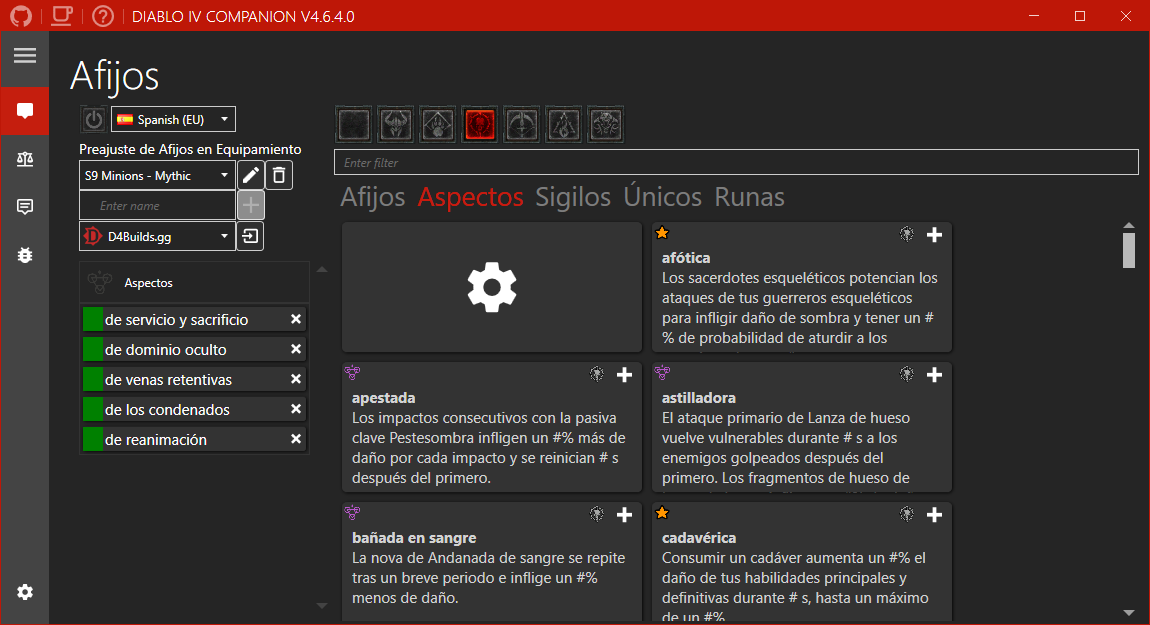 DIABLO IV COMPANION V4.6.4.0
Afijos
Spanish (EU)
Preajuste de Afijos en Equipamiento
S9 Minions - Mythic
Enter name
D4Builds.gg
Aspectos
de servicio y sacrificio
de dominio oculto
de venas retentivas
de los condenados
de reanimación
Enter filter
Afijos Aspectos Sigilos Únicos Runas
afótica
Los sacerdotes esqueléticos potencian los
ataques de tus guerreros esqueléticos
para infligir daño de sombra y tener un #
% de probabilidad de aturdir a los
apestada
Los impactos consecutivos con la pasiva
clave Pestesombra infligen un #% más de
daño por cada impacto y se reinician # s
después del primero.
astilladora
El ataque primario de Lanza de hueso
vuelve vulnerables durante # s a los
enemigos golpeados después del
primero. Los fragmentos de hueso de
bañada en sangre
La nova de Andanada de sangre se repite
tras un breve periodo e inflige un #%
menos de daño.
cadavérica
Consumir un cadáver aumenta un #% el
daño de tus habilidades principales y
definitivas durante # s, hasta un máximo
de un #%